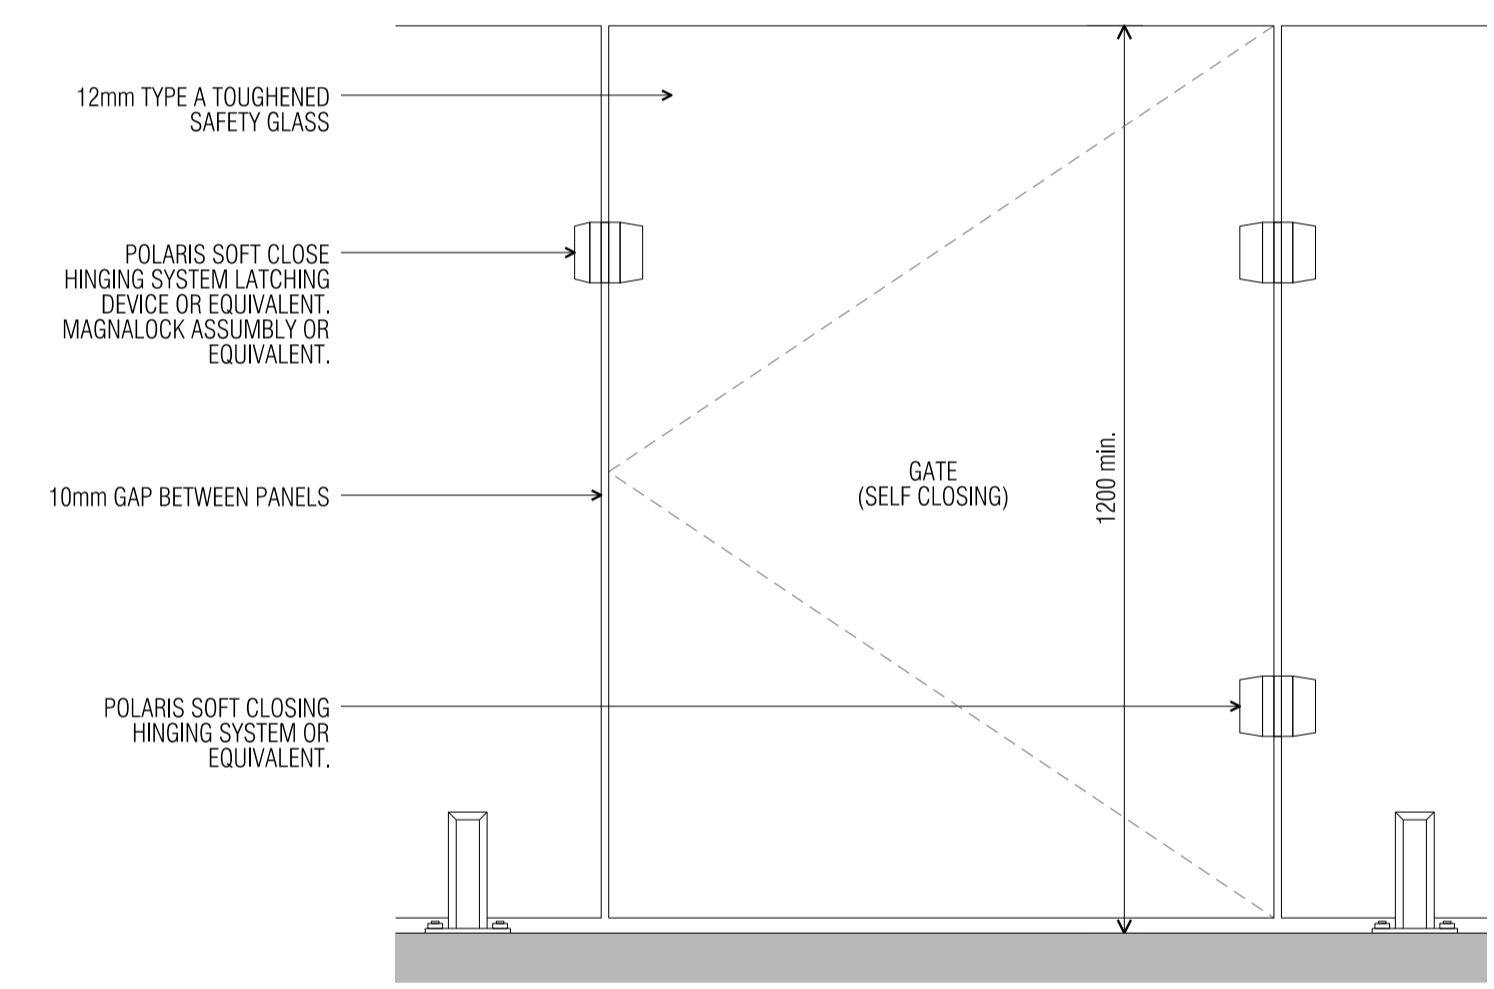 12mm TYPE A TOUGHENED
SAFETY GLASS
POLARIS SOFT CLOSE
HINGING SYSTEM LATCHING
DEVICE OR EQUIVALENT.
MAGNALOCK ASSUMBLY OR
EQUIVALENT.
10mm GAP BETWEEN PANELS
GATE
(SELF CLOSING)
1200 min.
POLARIS SOFT CLOSING
HINGING SYSTEM OR
EQUIVALENT.